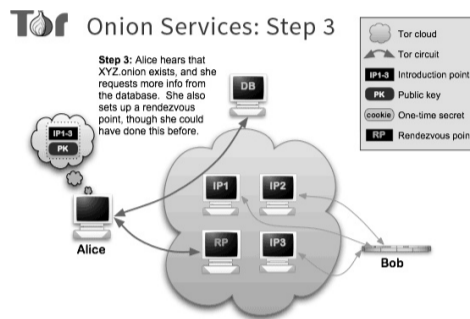 Tor Onion Services: Step 3
Step 3: Alice hears that
XYZ.onion exists, and she
requests more info from
the database. She also
sets up a rendezvous
point, though she could
have done this before.
IP1-3
PK
Alice
DB
IP1
IP2
RP
IP3
Bob
Tor cloud
Tor circuit
IP1-3 Introduction point
PK Public key
cookie One-time secret
RP Rendezvous point